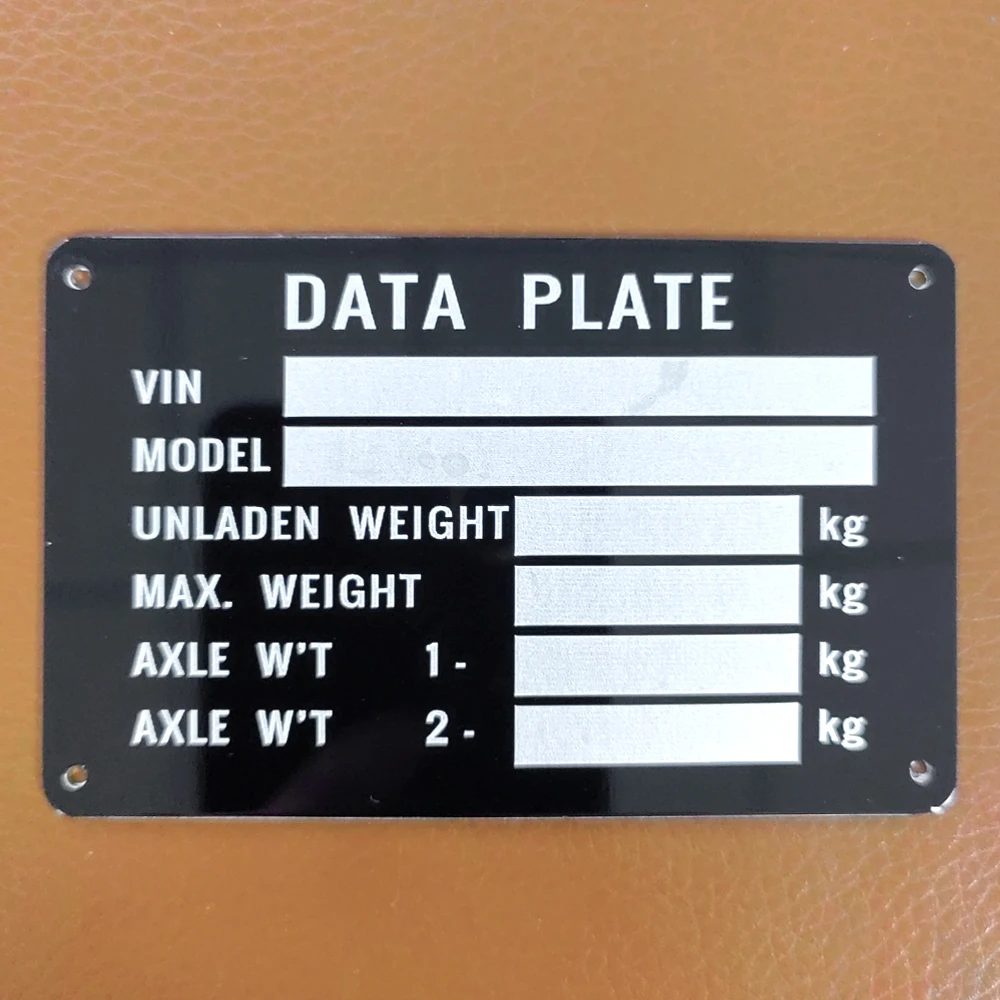 DATA PLATE
VIN
MODEL
UNLADEN WEIGHT kg
MAX. WEIGHT kg
AXLE W'T 1- kg
AXLE W'T 2- kg